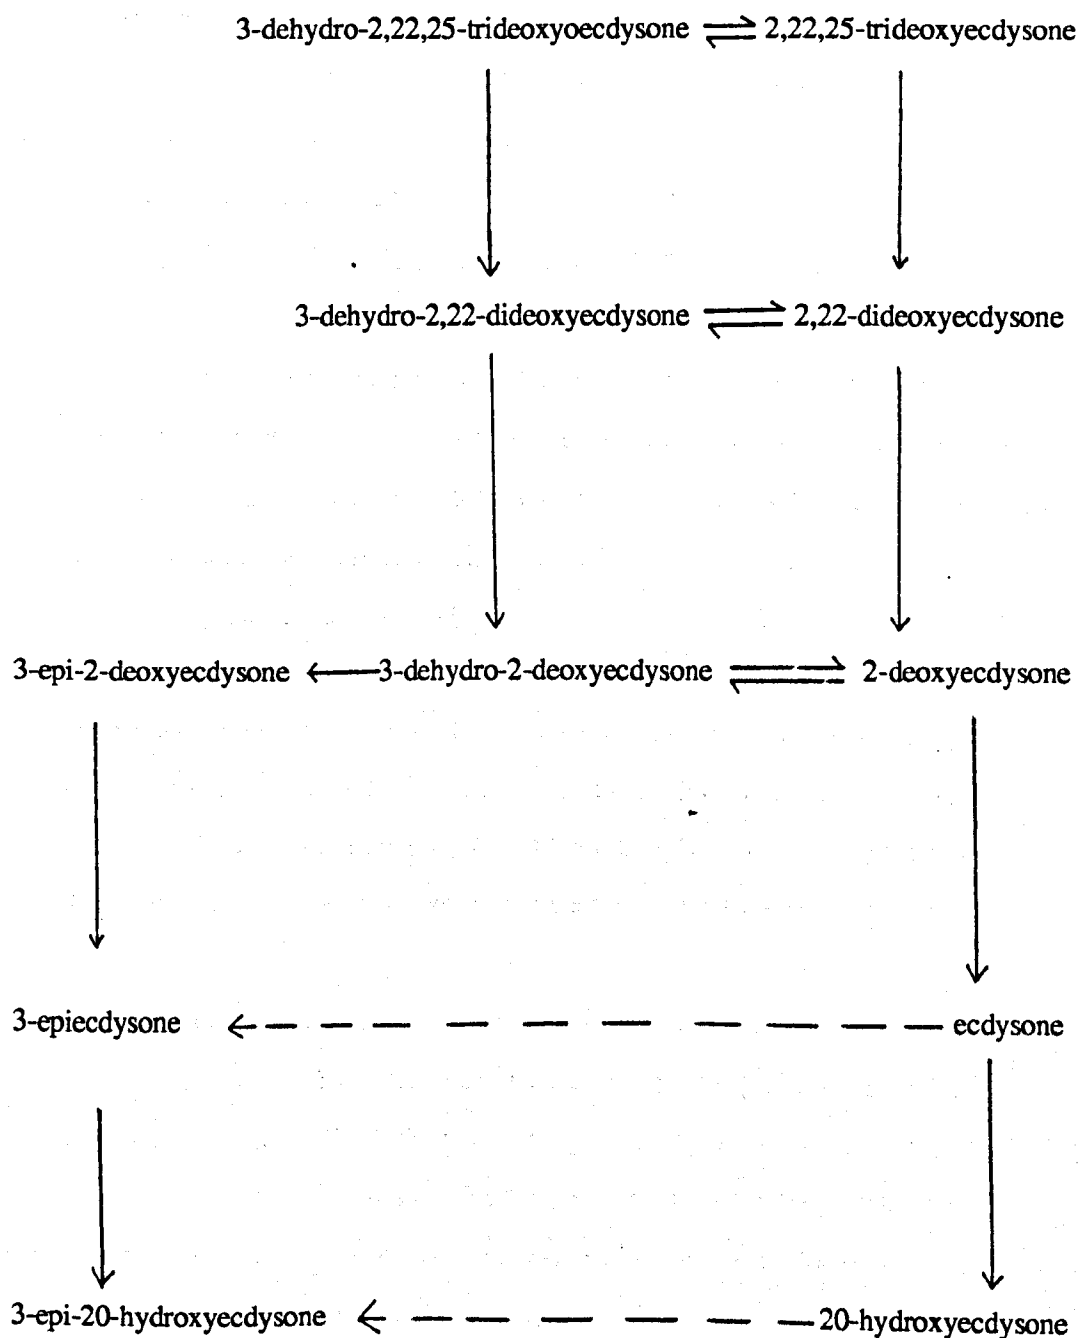 3-dehydro-2,22,25-trideoxyoecdysone 2,22,25-trideoxyecdysone
3-dehydro-2,22-dideoxyecdysone 2,22-dideoxyecdysone
3-epi-2-deoxyecdysone 3-dehydro-2-deoxyecdysone 2-deoxyecdysone
3-epiecdysone ecdysone
3-epi-20-hydroxyecdysone 20-hydroxyecdysone